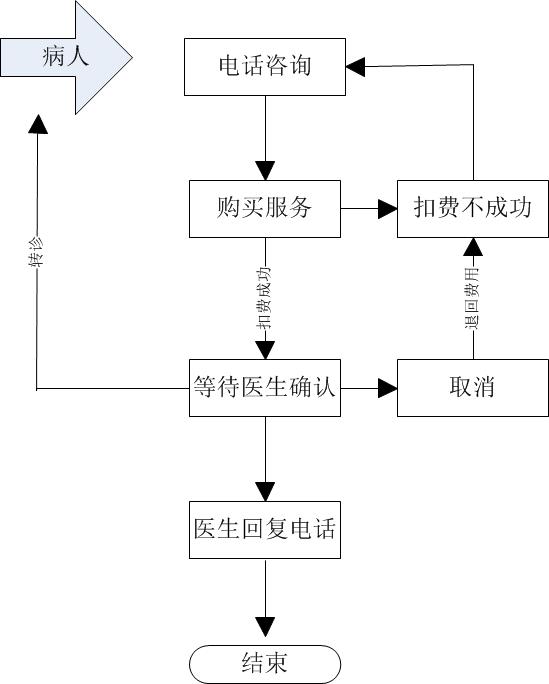 病人
电话咨询
购买服务
扣费不成功
转诊
扣费成功
退回费用
等待医生确认
取消
医生回复电话
结束